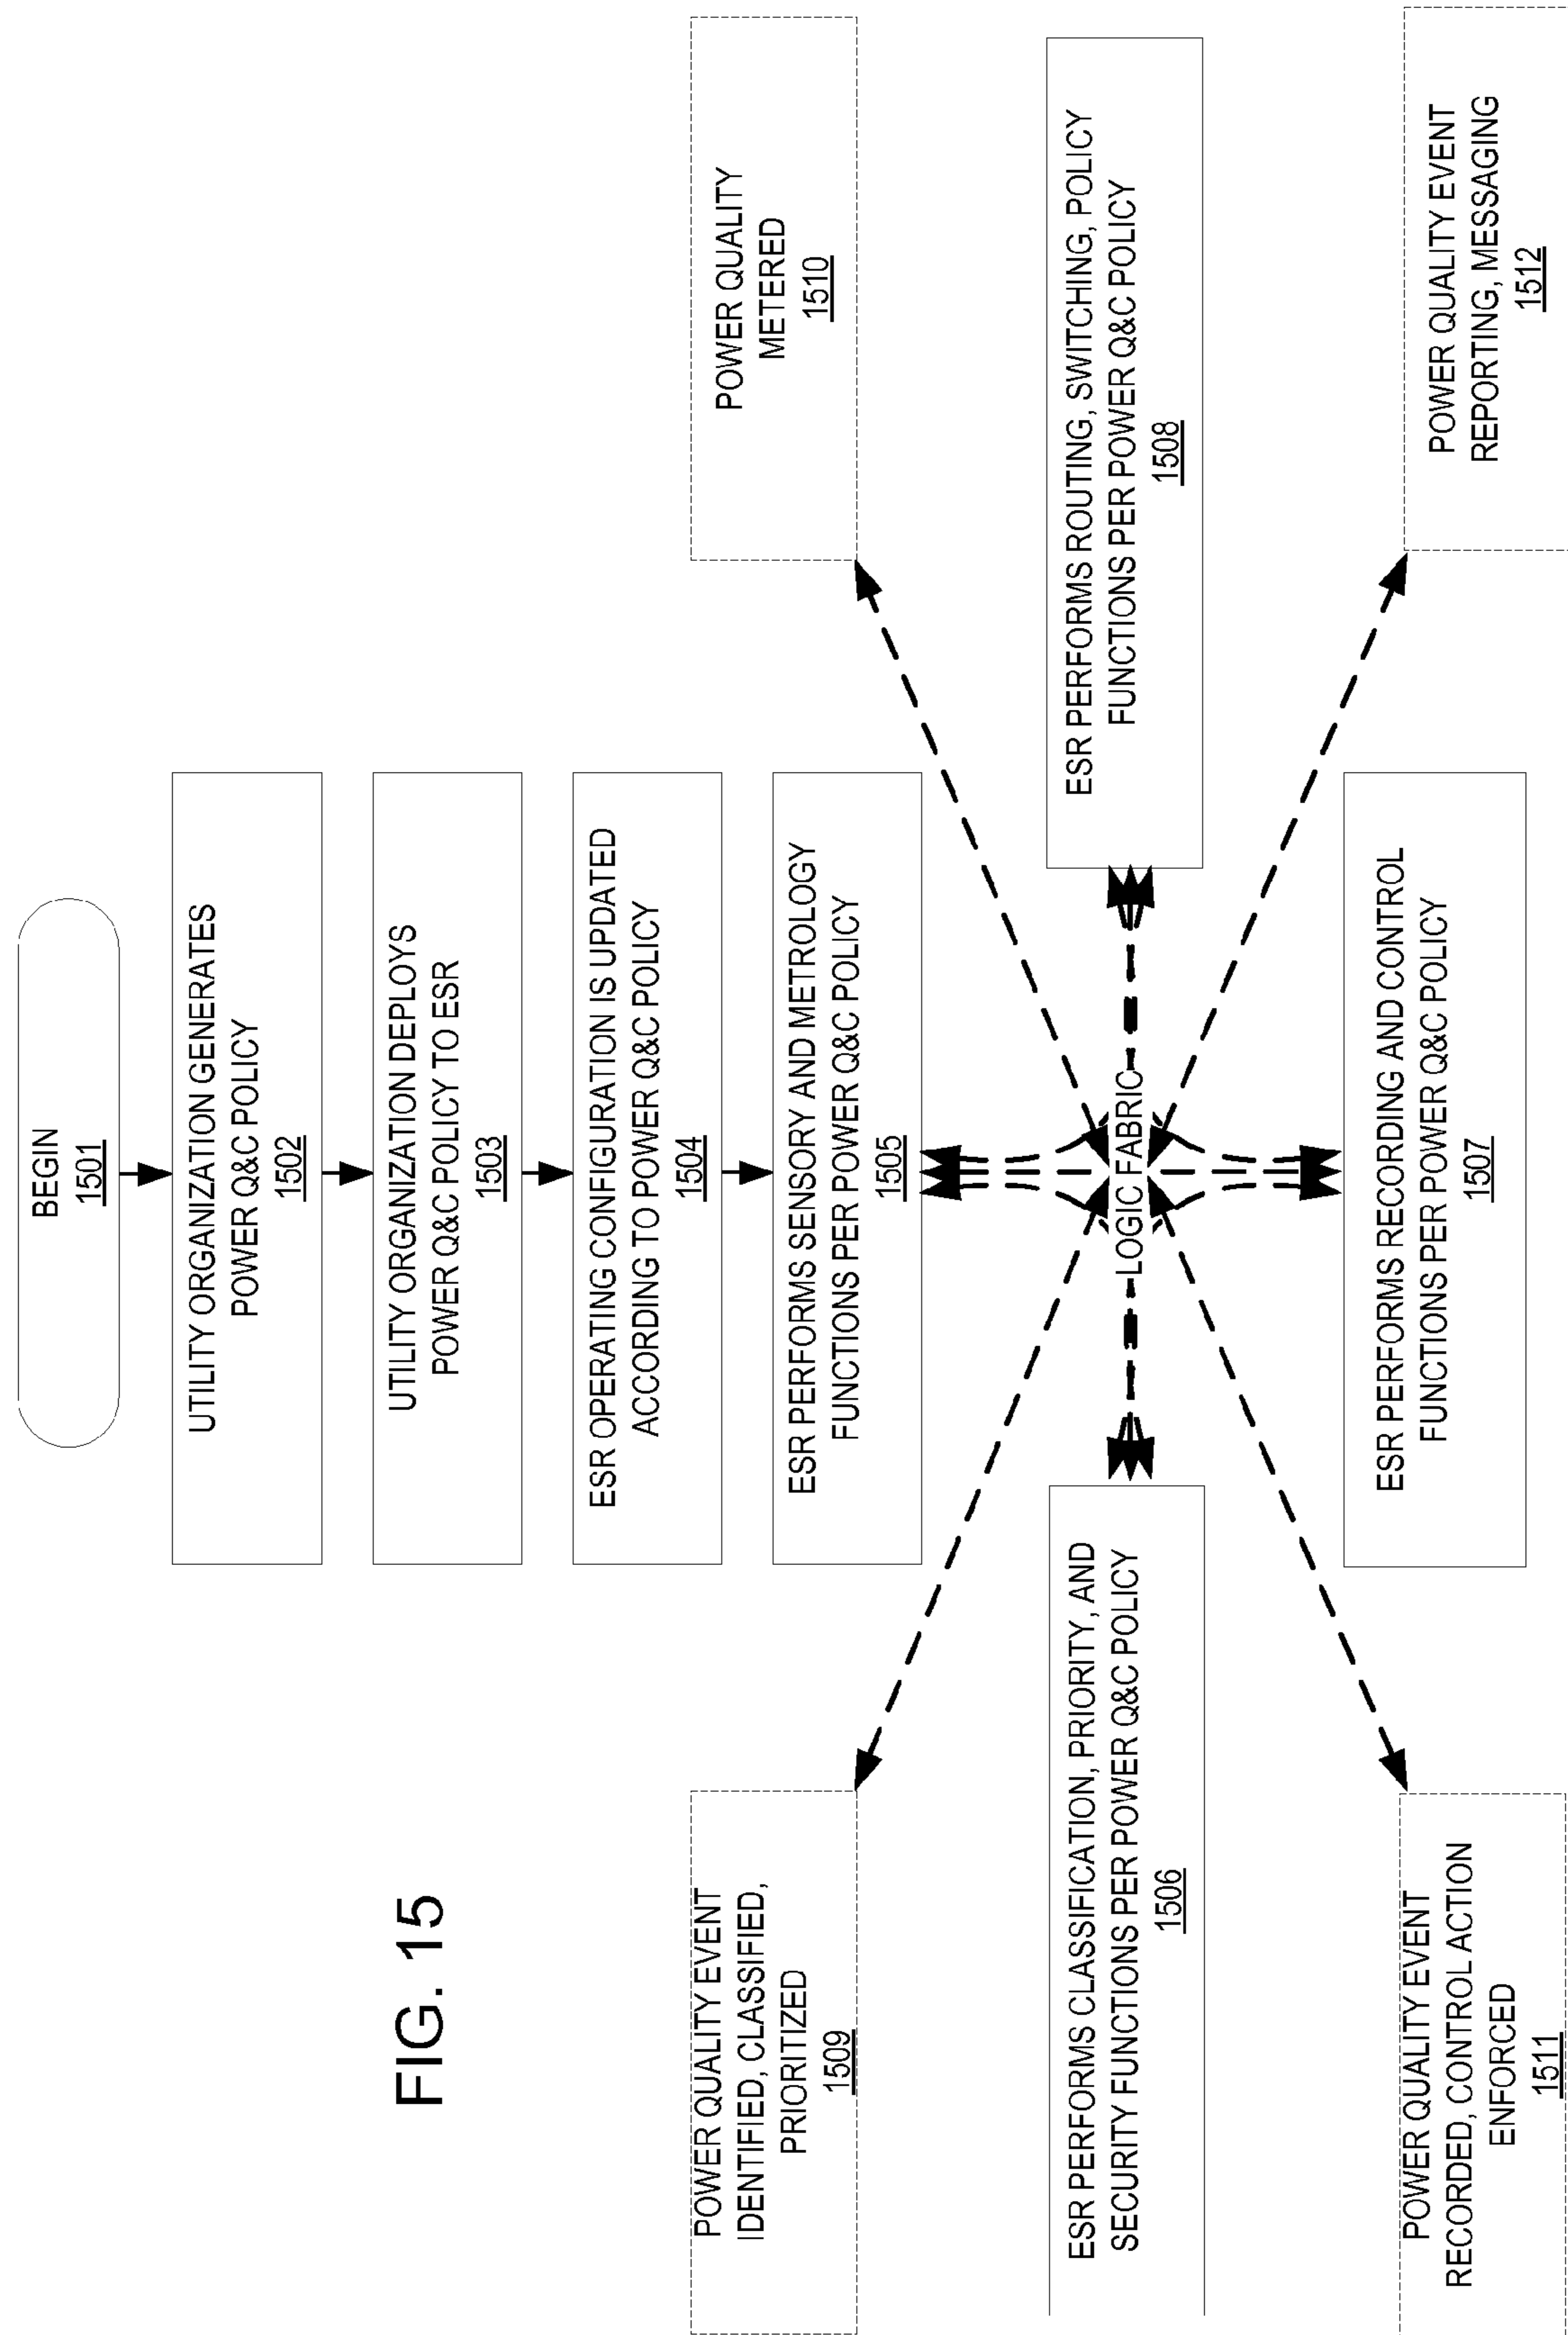 FIG. 15
BEGIN
1501
UTILITY ORGANIZATION GENERATES
POWER Q&C POLICY
1502
UTILITY ORGANIZATION DEPLOYS
POWER Q&C POLICY TO ESR
1503
ESR OPERATING CONFIGURATION IS UPDATED
ACCORDING TO POWER Q&C POLICY
1504
POWER QUALITY EVENT
IDENTIFIED, CLASSIFIED,
PRIORITIZED
1509
ESR PERFORMS SENSORY AND METROLOGY
FUNCTIONS PER POWER Q&C POLICY
1505
POWER QUALITY
METERED
1510
ESR PERFORMS CLASSIFICATION, PRIORITY, AND
SECURITY FUNCTIONS PER POWER Q&C POLICY
1506
LOGIC FABRIC
ESR PERFORMS ROUTING, SWITCHING, POLICY
FUNCTIONS PER POWER Q&C POLICY
1508
POWER QUALITY EVENT
RECORDED, CONTROL ACTION
ENFORCED
1511
ESR PERFORMS RECORDING AND CONTROL
FUNCTIONS PER POWER Q&C POLICY
1507
POWER QUALITY EVENT
REPORTING, MESSAGING
1512